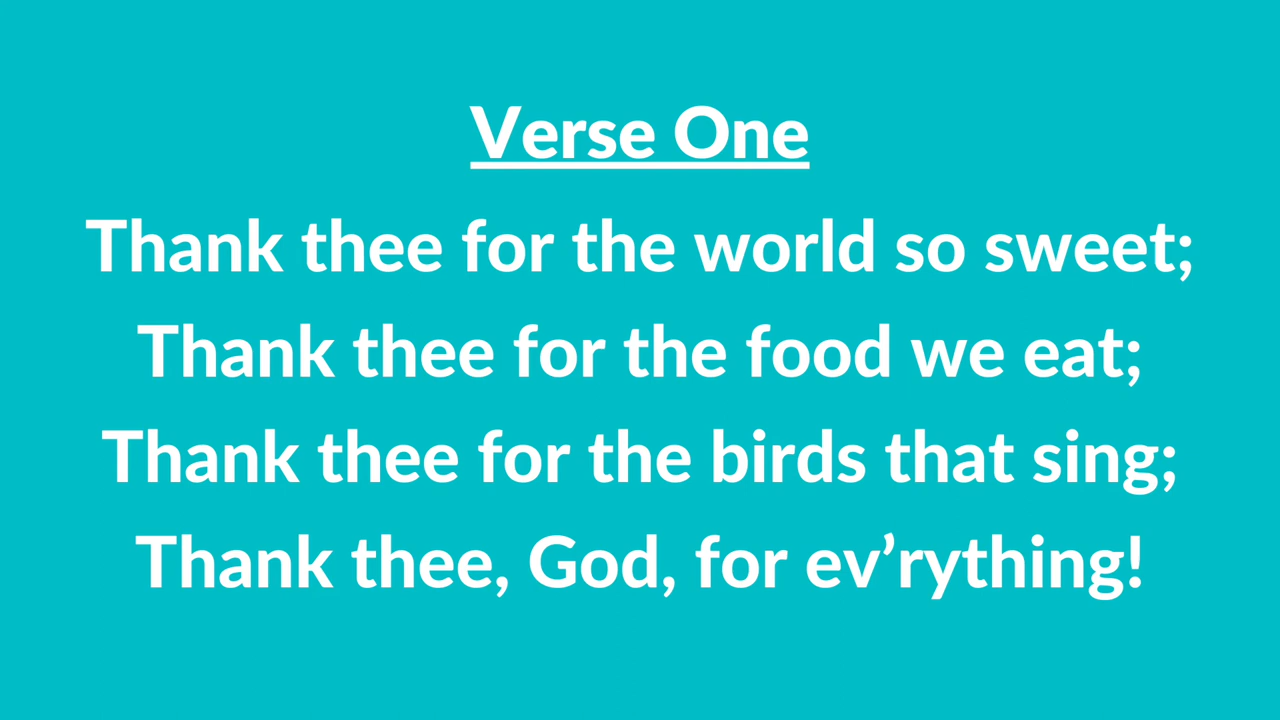 Verse One
Thank thee for the world so sweet;
Thank thee for the food we eat;
Thank thee for the birds that sing;
Thank thee, God, for ev’rything!